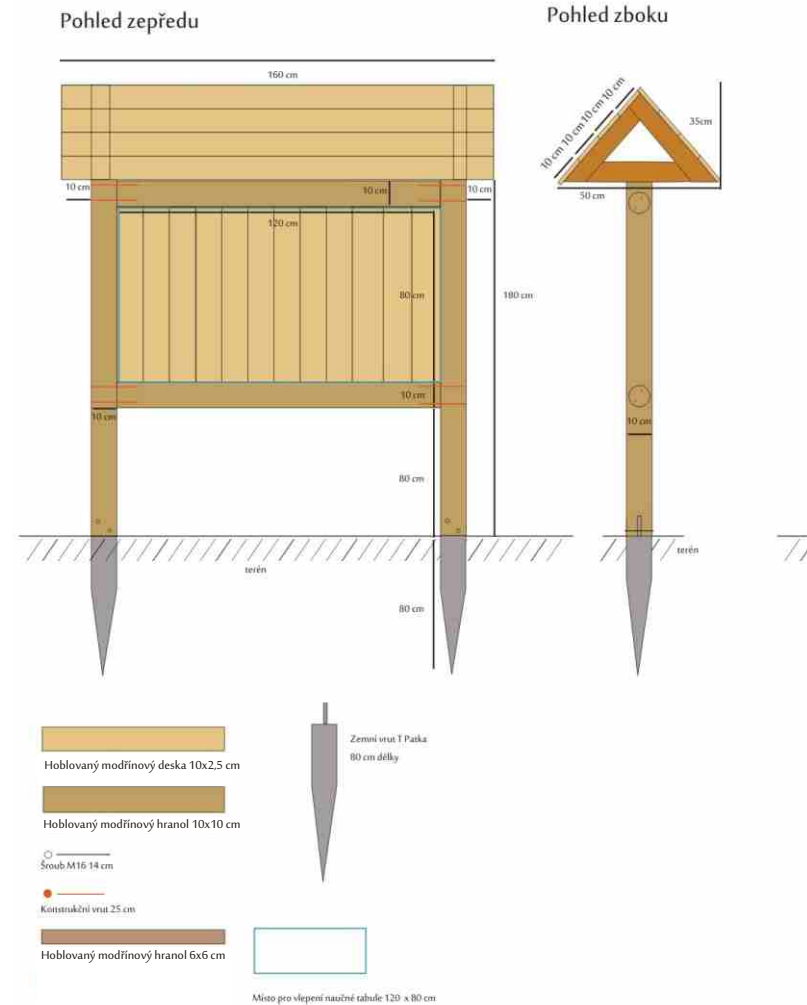 Pohled zepředu
Pohled zboku
160 cm
10 cm 10 cm 10 cm 10 cm
35cm
50 cm
10 cm
10 cm
10 cm
120 cm
80 cm
180 cm
10 cm
10 cm
10 cm
80 cm
terén
terén
80 cm
Zemní vrut T Patka
80 cm délky
Hoblovaný modřínový deska 10x2,5 cm
Hoblovaný modřínový hranol 10x10 cm
Šroub M16 14 cm
Konstrukční vrut 25 cm
Hoblovaný modřínový hranol 6x6 cm
Místo pro vlepení naučné tabule 120 x 80 cm